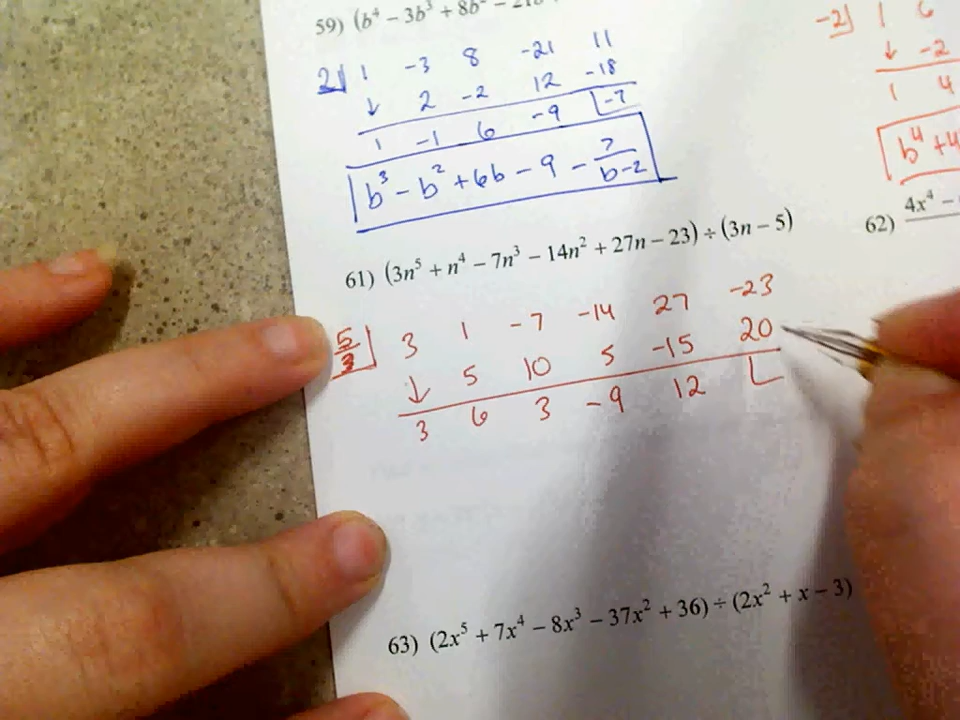 59) (b⁴ − 3b³ + 8b
2| 1 -3 8 -21 11
↓ 2 -2 12 -18
1 -1 6 -9 |-7
b³ - b² + 6b - 9 - 7/(b-2)
-2| 1 6
↓ -2
1 4
b⁴ + 4
61) (3n⁵ + n⁴ − 7n³ − 14n² + 27n − 23) ÷ (3n − 5)
62) 4x⁴ −
5/3| 3 1 -7 -14 27 -23
↓ 5 10 5 -15 20
3 6 3 -9 12
63) (2x⁵ + 7x⁴ − 8x³ − 37x² + 36) ÷ (2x² + x − 3)